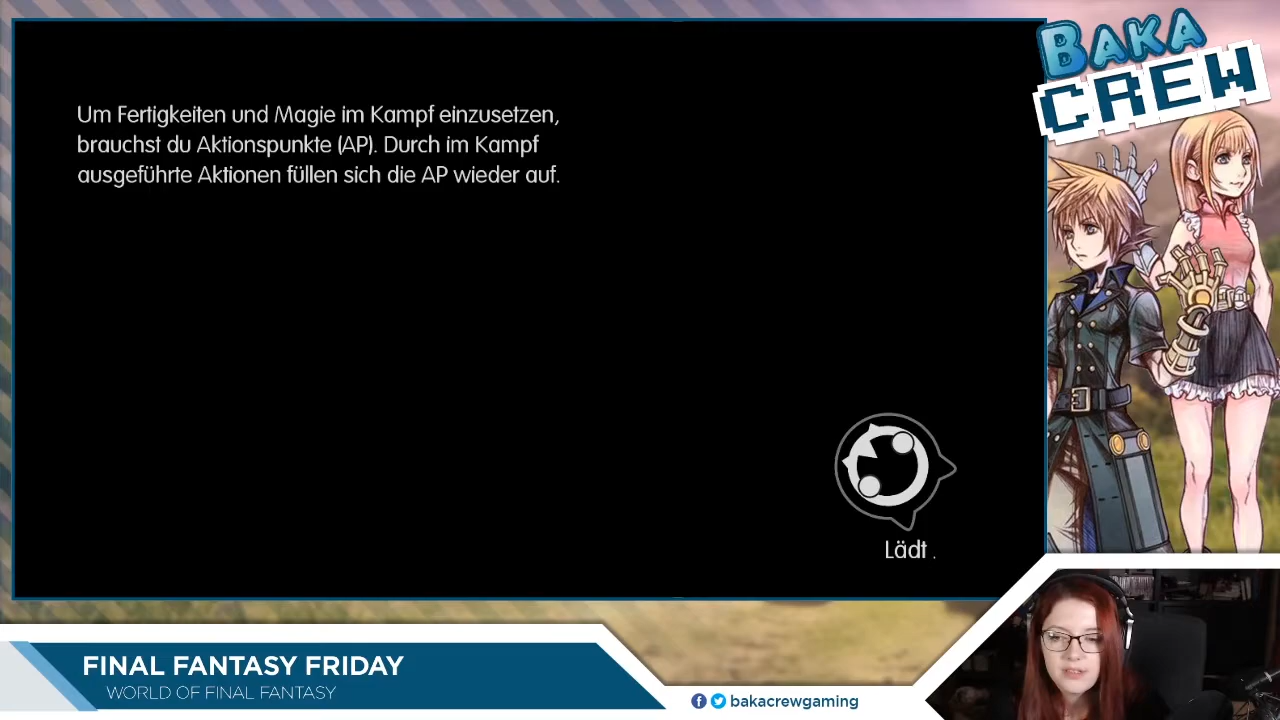 BAKA
CREW
Um Fertigkeiten und Magie im Kampf einzusetzen,
brauchst du Aktionspunkte (AP). Durch im Kampf
ausgeführte Aktionen füllen sich die AP wieder auf.
Lädt .
FINAL FANTASY FRIDAY
WORLD OF FINAL FANTASY
bakacrewgaming